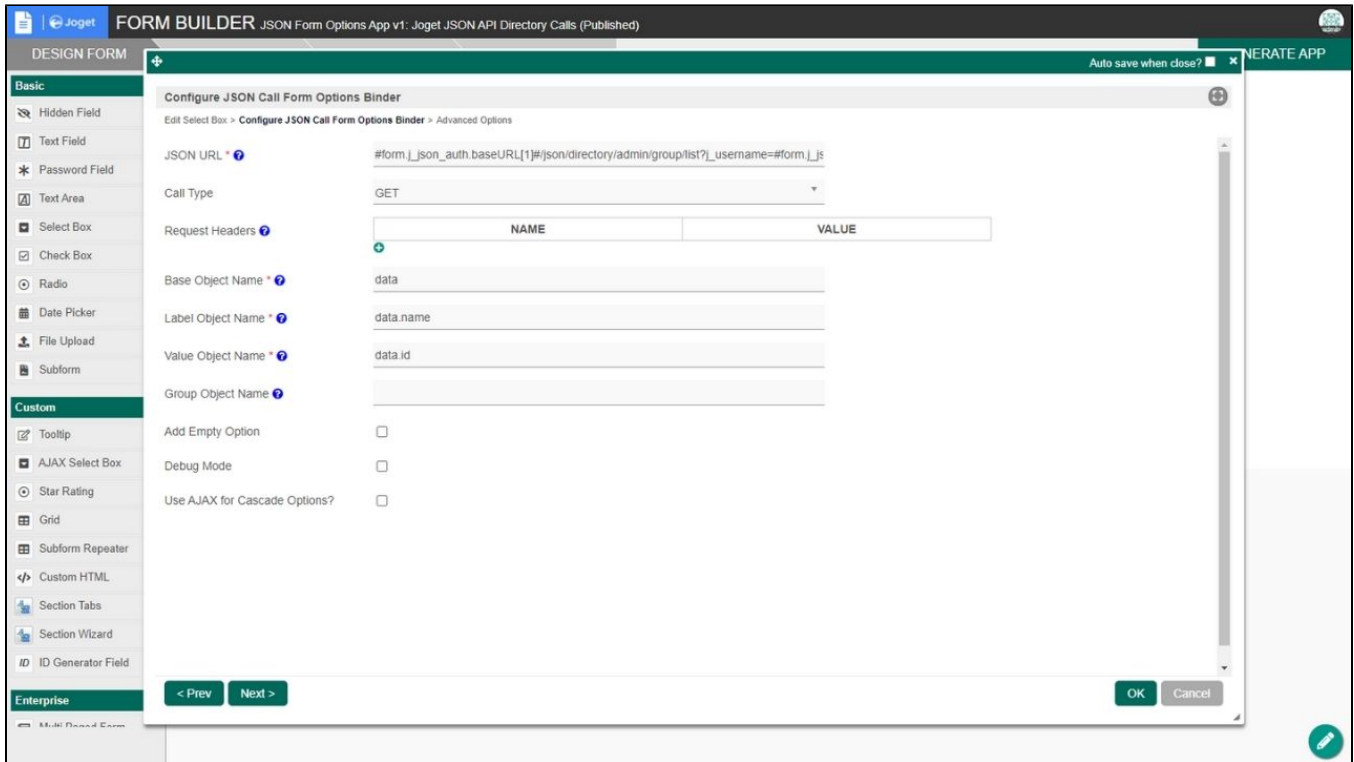 Joget FORM BUILDER JSON Form Options App v1: Joget JSON API Directory Calls (Published)
admin
DESIGN FORM
NERATE APP
Auto save when close?
Basic
Hidden Field
Text Field
Password Field
Text Area
Select Box
Check Box
Radio
Date Picker
File Upload
Subform
Custom
Tooltip
AJAX Select Box
Star Rating
Grid
Subform Repeater
Custom HTML
Section Tabs
Section Wizard
ID ID Generator Field
Enterprise
Multi Paged Form
Configure JSON Call Form Options Binder
Edit Select Box > Configure JSON Call Form Options Binder > Advanced Options
JSON URL * #form.j_json_auth.baseURL[1]#/json/directory/admin/group/list?j_username=#form.j_js
Call Type GET
Request Headers NAME VALUE
Base Object Name * data
Label Object Name * data.name
Value Object Name * data.id
Group Object Name
Add Empty Option
Debug Mode
Use AJAX for Cascade Options?
< Prev Next > OK Cancel